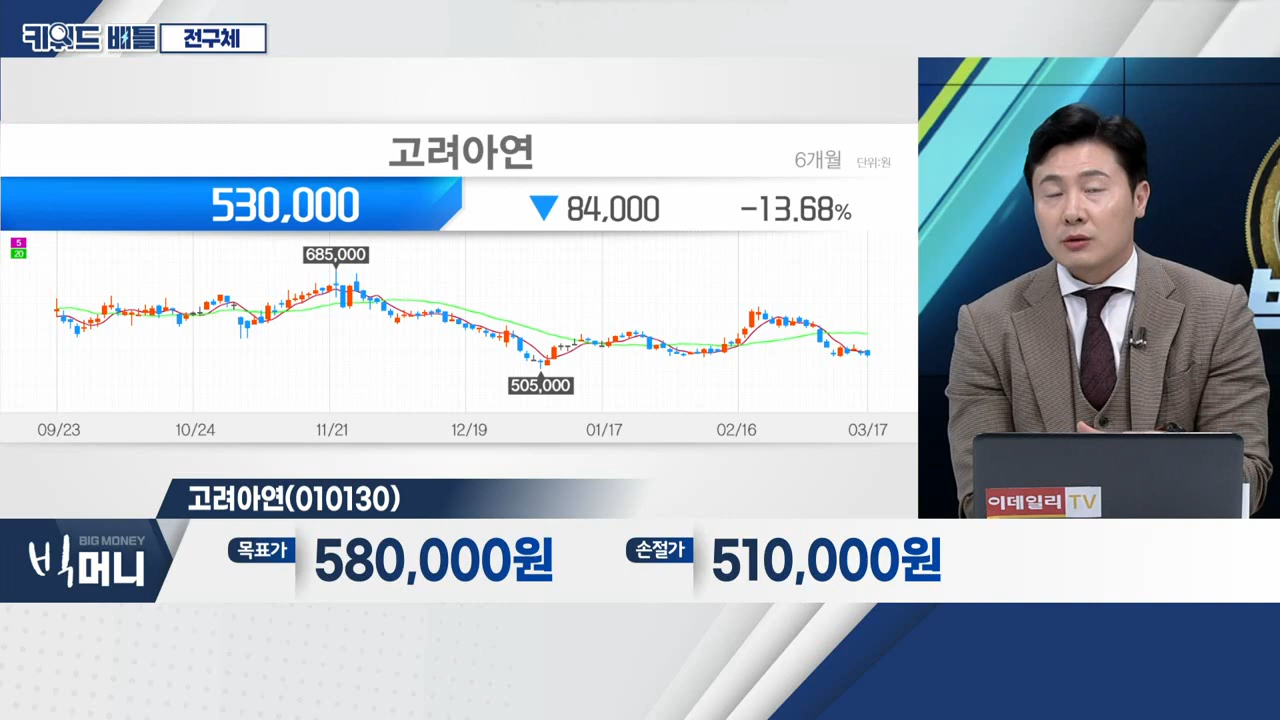 키워드 배틀 전구체
고려아연
6개월 단위:원
530,000 ▼ 84,000 -13.68%
5
20
685,000
505,000
09/23 10/24 11/21 12/19 01/17 02/16 03/17
고려아연(010130)
BIG MONEY
빅머니
목표가 580,000원 손절가 510,000원
이데일리 TV